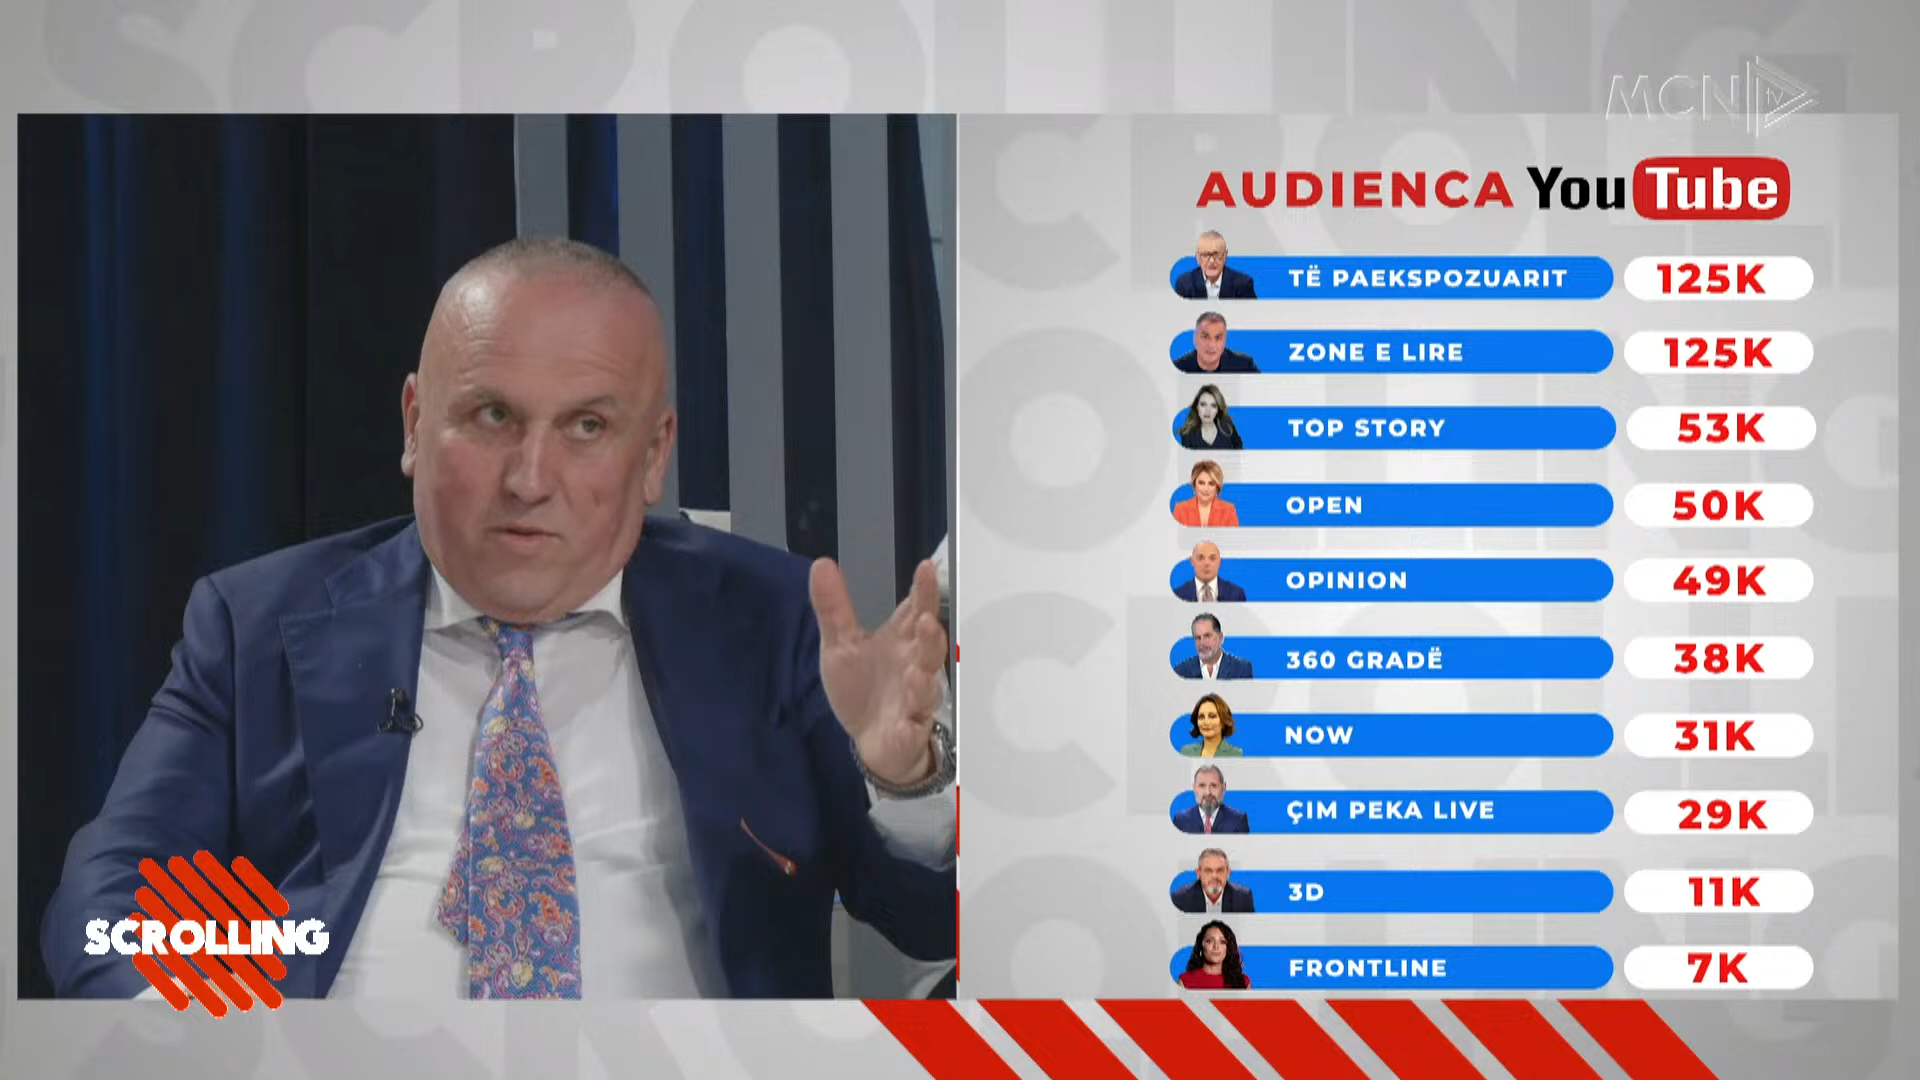 MCN tv
AUDIENCA YouTube
TË PAEKSPOZUARIT 125K
ZONE E LIRE 125K
TOP STORY 53K
OPEN 50K
OPINION 49K
360 GRADË 38K
NOW 31K
ÇIM PEKA LIVE 29K
3D 11K
FRONTLINE 7K
SCROLLING